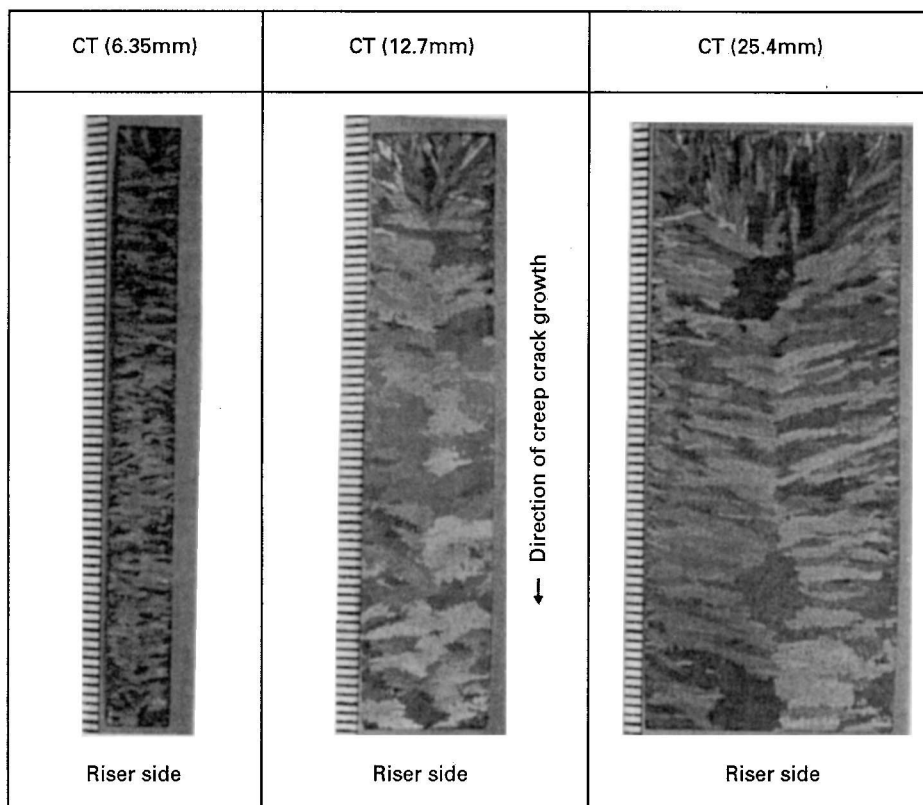 CT (6.35mm)
CT (12.7mm)
CT (25.4mm)
Direction of creep crack growth
Riser side
Riser side
Riser side